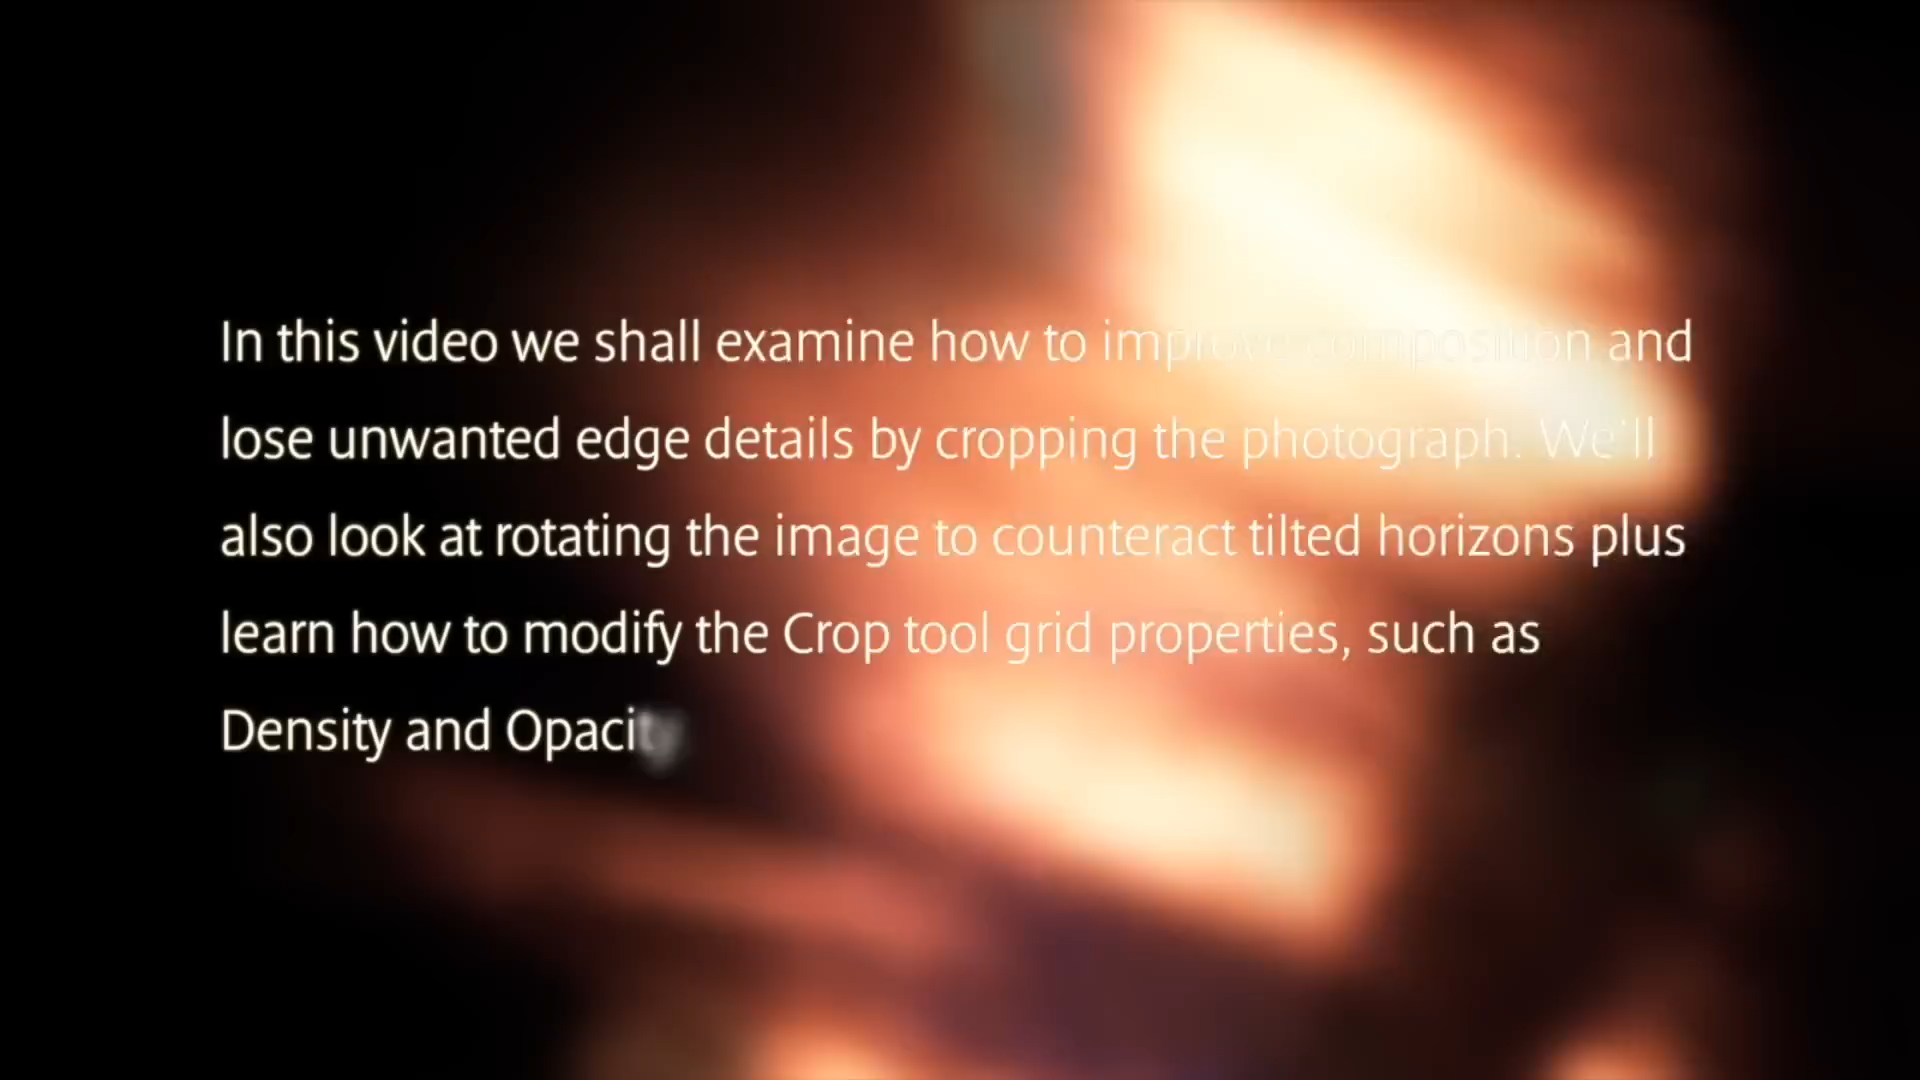 In this video we shall examine how to improve composition and
lose unwanted edge details by cropping the photograph. We'll
also look at rotating the image to counteract tilted horizons plus
learn how to modify the Crop tool grid properties, such as
Density and Opacity